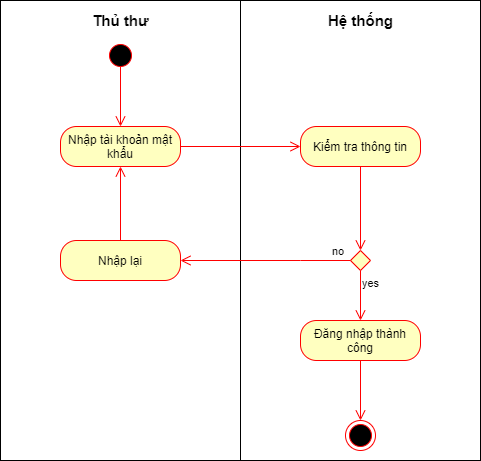 Thủ thư
Hệ thống
Nhập tài khoản mật
khẩu
Kiểm tra thông tin
Nhập lại
no
yes
Đăng nhập thành
công